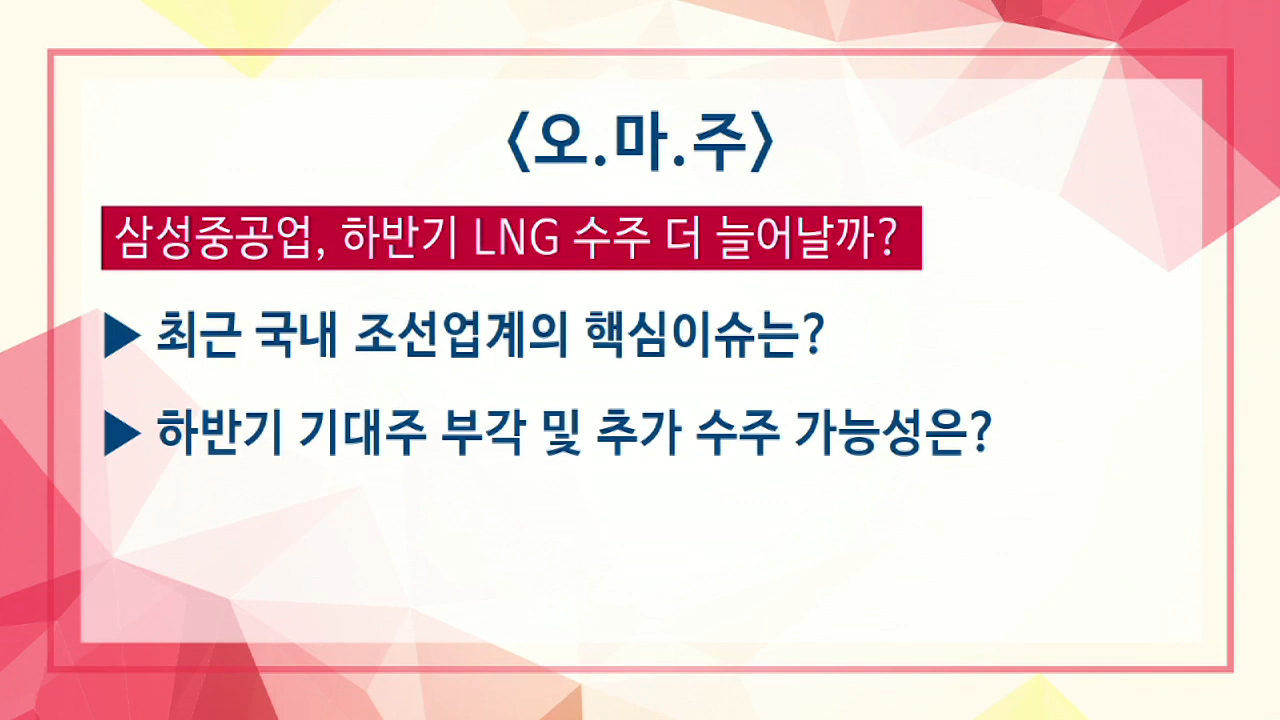 〈오.마.주〉
삼성중공업, 하반기 LNG 수주 더 늘어날까?
▶ 최근 국내 조선업계의 핵심이슈는?
▶ 하반기 기대주 부각 및 추가 수주 가능성은?